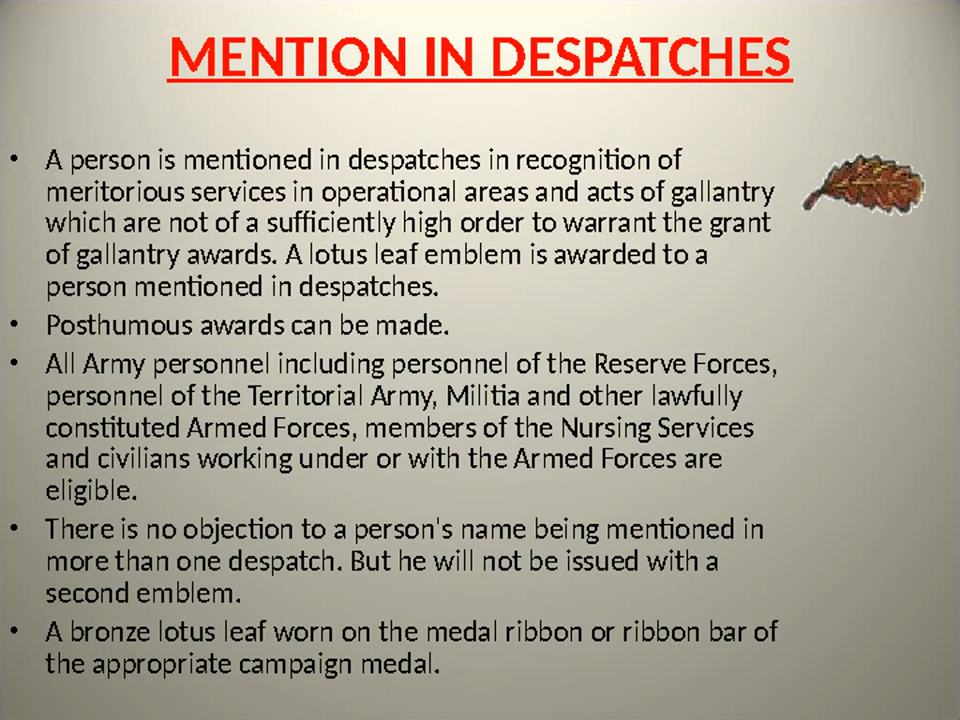 MENTION IN DESPATCHES
• A person is mentioned in despatches in recognition of
meritorious services in operational areas and acts of gallantry
which are not of a sufficiently high order to warrant the grant
of gallantry awards. A lotus leaf emblem is awarded to a
person mentioned in despatches.
• Posthumous awards can be made.
• All Army personnel including personnel of the Reserve Forces,
personnel of the Territorial Army, Militia and other lawfully
constituted Armed Forces, members of the Nursing Services
and civilians working under or with the Armed Forces are
eligible.
• There is no objection to a person's name being mentioned in
more than one despatch. But he will not be issued with a
second emblem.
• A bronze lotus leaf worn on the medal ribbon or ribbon bar of
the appropriate campaign medal.